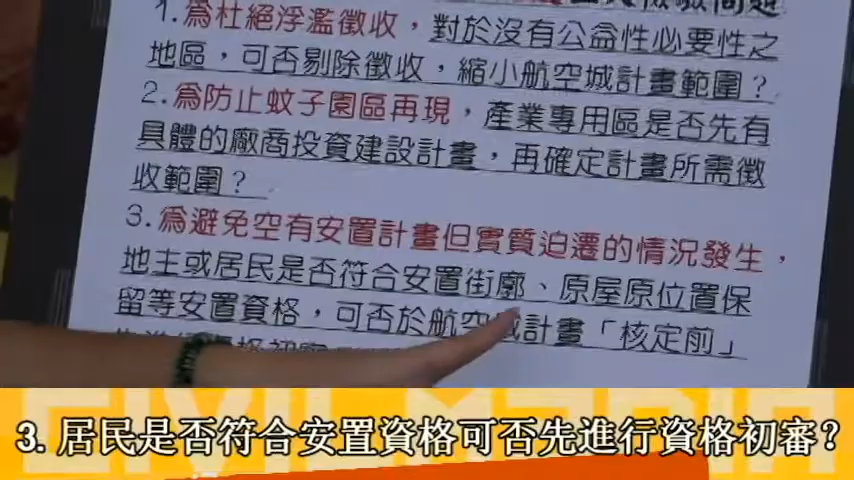 1.為杜絕浮濫徵收，對於沒有公益性必要性之
地區，可否剔除徵收，縮小航空城計畫範圍？
2.為防止蚊子園區再現，產業專用區是否先有
具體的廠商投資建設計畫，再確定計畫所需徵
收範圍？
3.為避免空有安置計畫但實質迫遷的情況發生，
地主或居民是否符合安置街廓、原屋原位置保
留等安置資格，可否於航空城計畫「核定前」
3. 居民是否符合安置資格可否先進行資格初審？